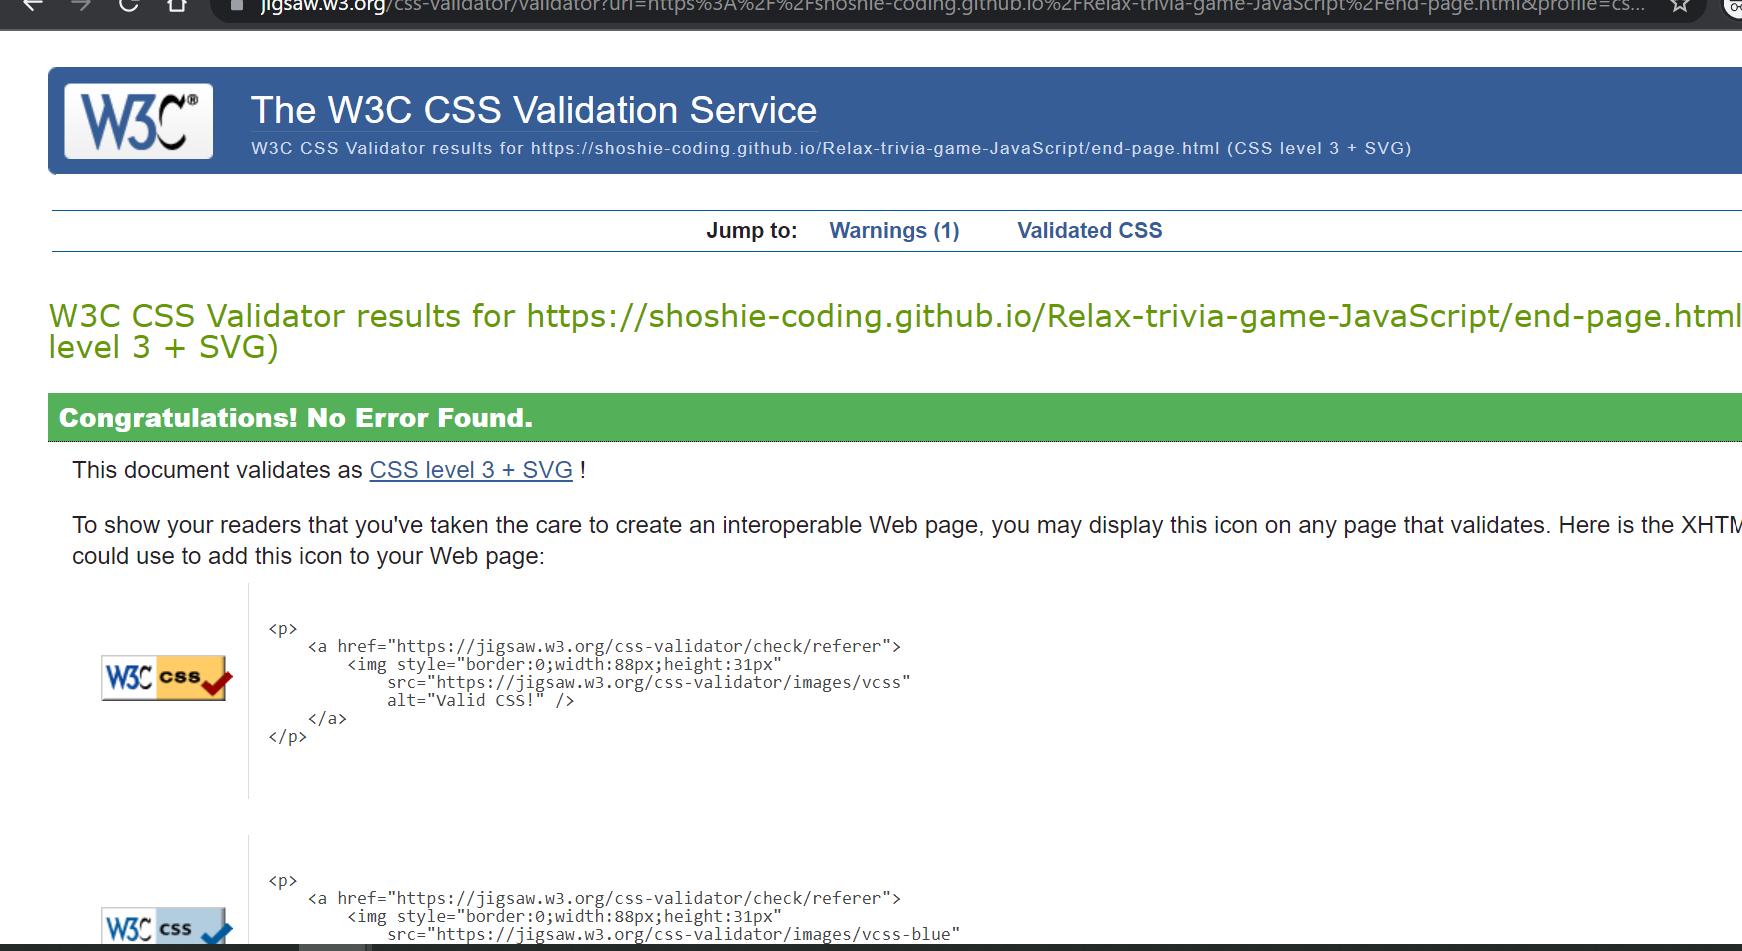 jigsaw.w3.org/css-validator/validator?uri=https%3A%2F%2Fshoshie-coding.github.io%2FRelax-trivia-game-JavaScript%2Fend-page.html&profile=cs...
W3C®
The W3C CSS Validation Service
W3C CSS Validator results for https://shoshie-coding.github.io/Relax-trivia-game-JavaScript/end-page.html (CSS level 3 + SVG)
Jump to: Warnings (1) Validated CSS
W3C CSS Validator results for https://shoshie-coding.github.io/Relax-trivia-game-JavaScript/end-page.html
level 3 + SVG)
Congratulations! No Error Found.
This document validates as CSS level 3 + SVG !
To show your readers that you've taken the care to create an interoperable Web page, you may display this icon on any page that validates. Here is the XHTM
could use to add this icon to your Web page:
W3C css
<p>
<a href="https://jigsaw.w3.org/css-validator/check/referer">
<img style="border:0;width:88px;height:31px"
src="https://jigsaw.w3.org/css-validator/images/vcss"
alt="Valid CSS!" />
</a>
</p>
W3C css
<p>
<a href="https://jigsaw.w3.org/css-validator/check/referer">
<img style="border:0;width:88px;height:31px"
src="https://jigsaw.w3.org/css-validator/images/vcss-blue"